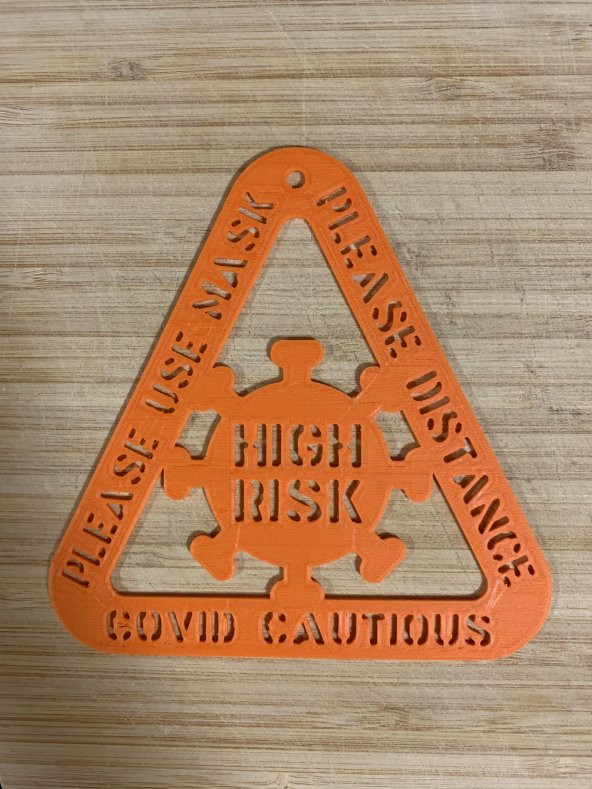 PLEASE USE MASK
PLEASE DISTANCE
HIGH
RISK
COVID CAUTIOUS